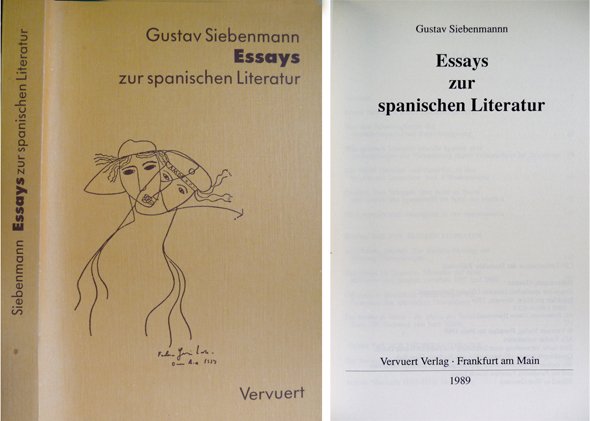 Siebenmann Essays zur spanischen Literatur
Gustav Siebenmann
Essays
zur spanischen Literatur
Vervuert
Gustav Siebenmannn
Essays
zur
spanischen Literatur
Vervuert Verlag · Frankfurt am Main
1989